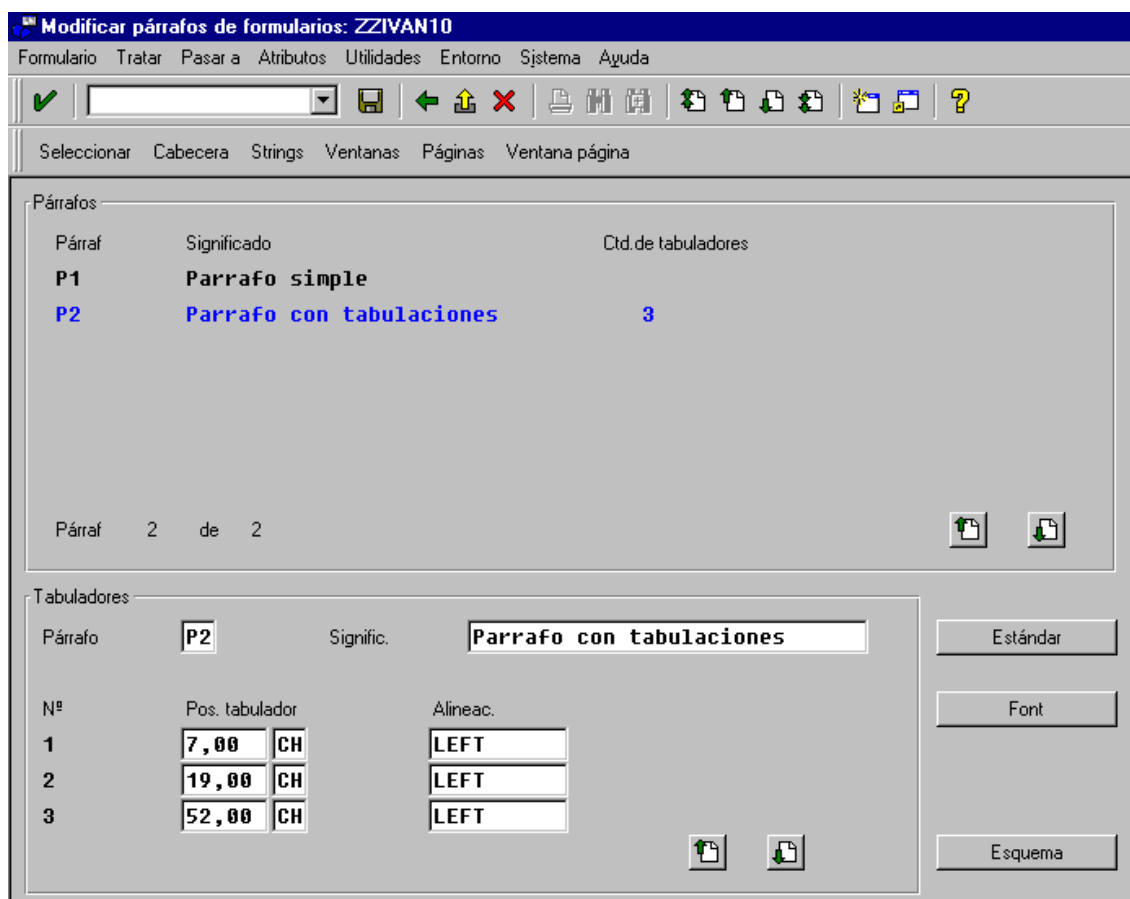 Modificar párrafos de formularios: ZZIVAN10
Formulario Tratar Pasar a Atributos Utilidades Entorno Sistema Ayuda
Seleccionar Cabecera Strings Ventanas Páginas Ventana página
Párrafos
Párraf Significado Ctd.de tabuladores
P1 Parrafo simple
P2 Parrafo con tabulaciones 3
Párraf 2 de 2
Tabuladores
Párrafo P2 Signific. Parrafo con tabulaciones Estándar
Nº Pos. tabulador Alineac. Font
1 7,00 CH LEFT
2 19,00 CH LEFT
3 52,00 CH LEFT
Esquema